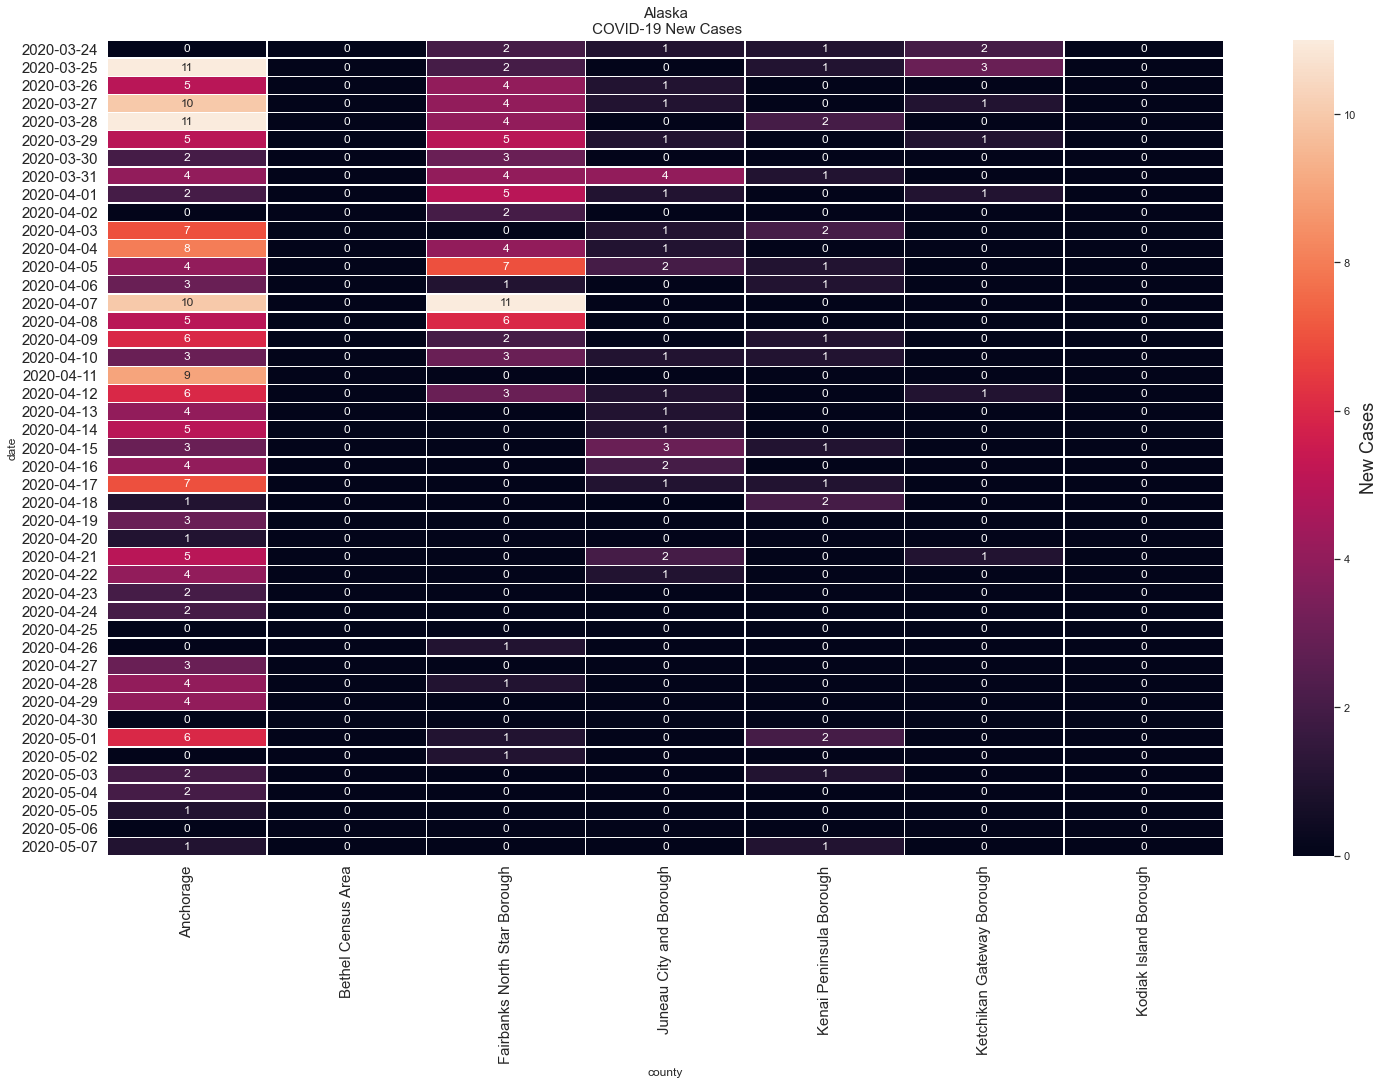 Alaska
COVID-19 New Cases
2020-03-24 0 0 2 1 1 2 0
2020-03-25 11 0 2 0 1 3 0
2020-03-26 5 0 4 1 0 0 0
2020-03-27 10 0 4 1 0 1 0
2020-03-28 11 0 4 0 2 0 0
2020-03-29 5 0 5 1 0 1 0
2020-03-30 2 0 3 0 0 0 0
2020-03-31 4 0 4 4 1 0 0
2020-04-01 2 0 5 1 0 1 0
2020-04-02 0 0 2 0 0 0 0
2020-04-03 7 0 0 1 2 0 0
2020-04-04 8 0 4 1 0 0 0
2020-04-05 4 0 7 2 1 0 0
2020-04-06 3 0 1 0 1 0 0
2020-04-07 10 0 11 0 0 0 0
2020-04-08 5 0 6 0 0 0 0
2020-04-09 6 0 2 0 1 0 0
2020-04-10 3 0 3 1 1 0 0
2020-04-11 9 0 0 0 0 0 0
2020-04-12 6 0 3 1 0 1 0
2020-04-13 4 0 0 1 0 0 0
2020-04-14 5 0 0 1 0 0 0
2020-04-15 3 0 0 3 1 0 0
2020-04-16 4 0 0 2 0 0 0
2020-04-17 7 0 0 1 1 0 0
2020-04-18 1 0 0 0 2 0 0
2020-04-19 3 0 0 0 0 0 0
2020-04-20 1 0 0 0 0 0 0
2020-04-21 5 0 0 2 0 1 0
2020-04-22 4 0 0 1 0 0 0
2020-04-23 2 0 0 0 0 0 0
2020-04-24 2 0 0 0 0 0 0
2020-04-25 0 0 0 0 0 0 0
2020-04-26 0 0 1 0 0 0 0
2020-04-27 3 0 0 0 0 0 0
2020-04-28 4 0 1 0 0 0 0
2020-04-29 4 0 0 0 0 0 0
2020-04-30 0 0 0 0 0 0 0
2020-05-01 6 0 1 0 2 0 0
2020-05-02 0 0 1 0 0 0 0
2020-05-03 2 0 0 0 1 0 0
2020-05-04 2 0 0 0 0 0 0
2020-05-05 1 0 0 0 0 0 0
2020-05-06 0 0 0 0 0 0 0
2020-05-07 1 0 0 0 1 0 0
date
Anchorage
Bethel Census Area
Fairbanks North Star Borough
Juneau City and Borough
Kenai Peninsula Borough
Ketchikan Gateway Borough
Kodiak Island Borough
county
10
8
6
4
2
0
New Cases